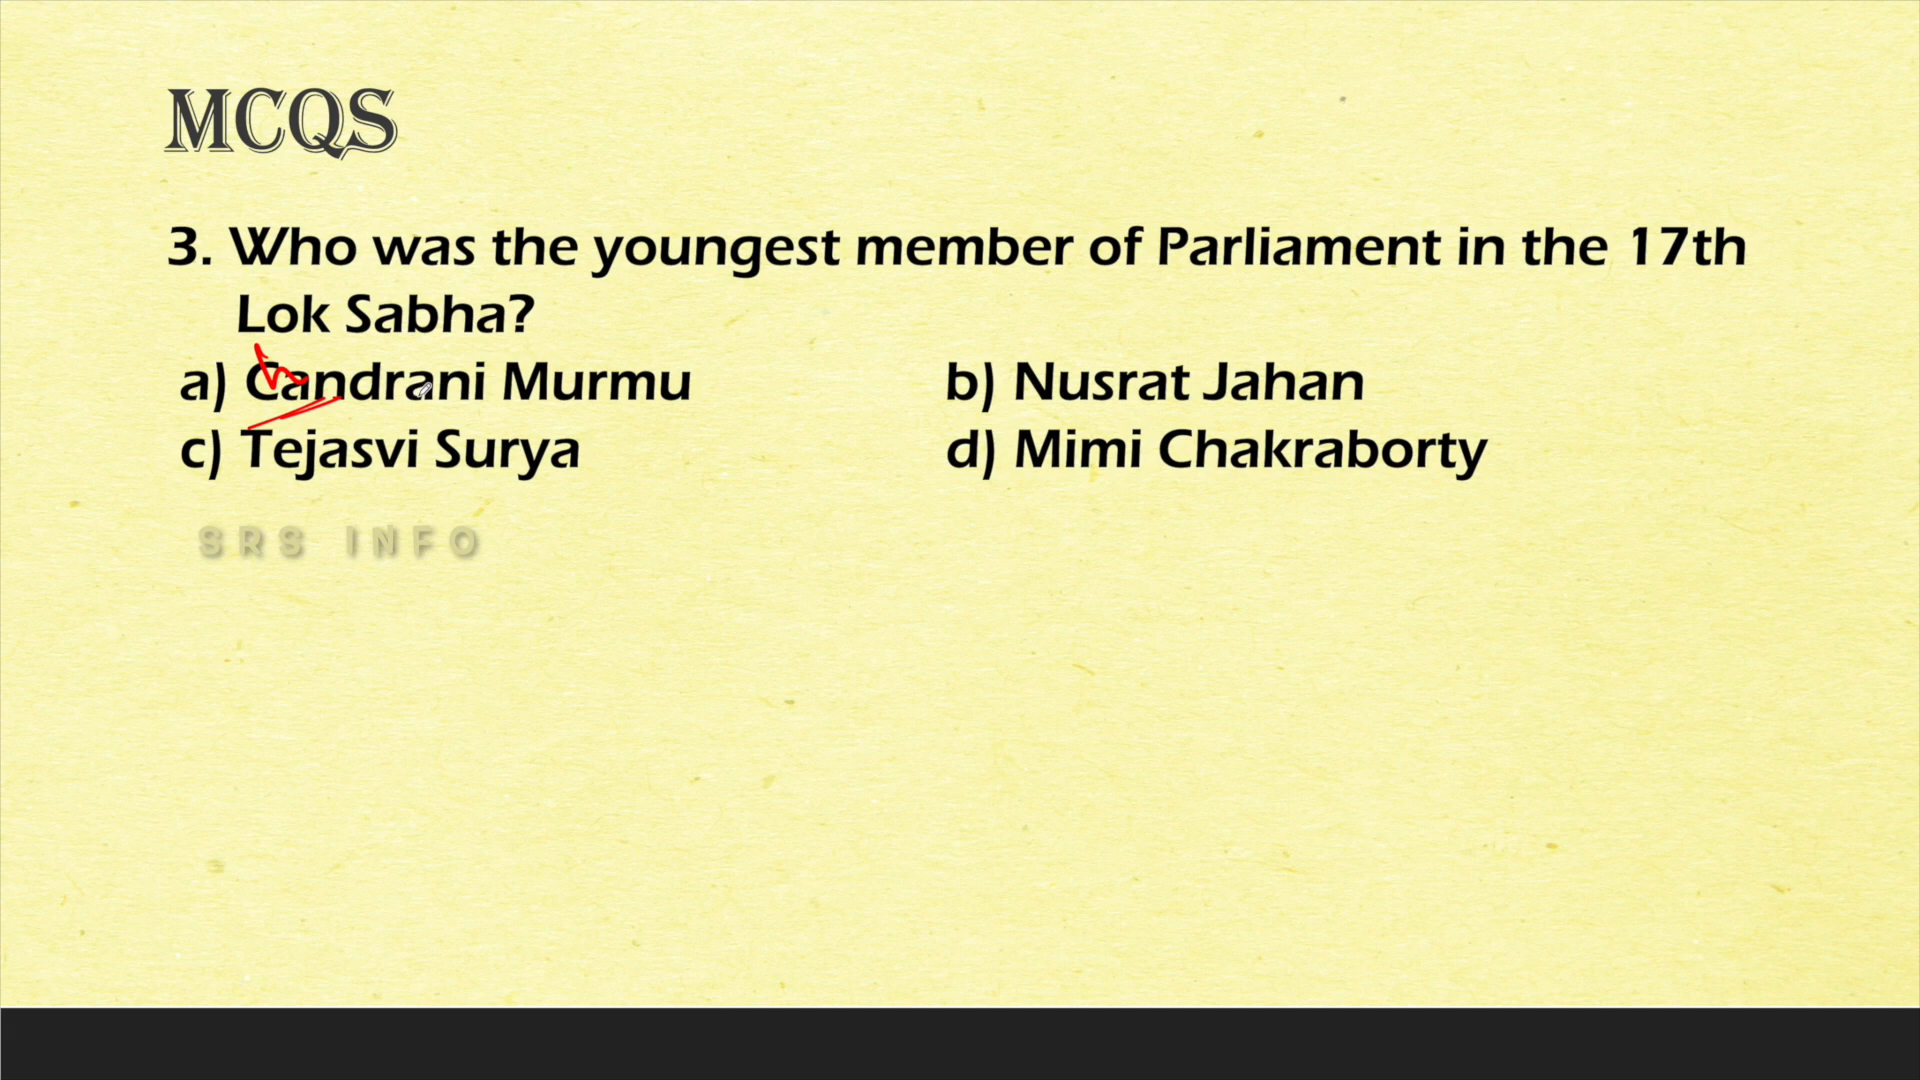 MCQS
3. Who was the youngest member of Parliament in the 17th
Lok Sabha?
h
a) Candrani Murmu b) Nusrat Jahan
c) Tejasvi Surya d) Mimi Chakraborty
SRS INFO